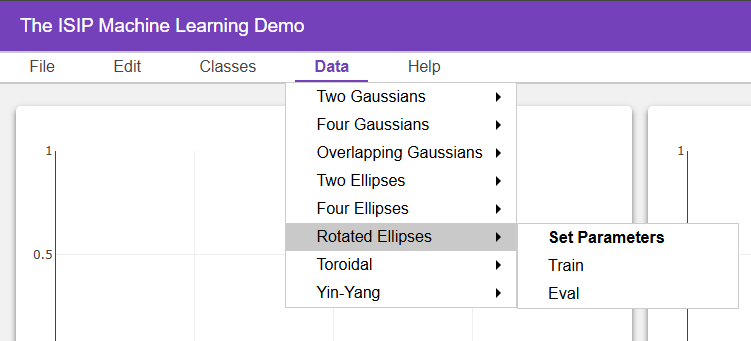 The ISIP Machine Learning Demo
File Edit Classes Data Help
Two Gaussians
Four Gaussians
Overlapping Gaussians
Two Ellipses
Four Ellipses
Rotated Ellipses
Set Parameters
Toroidal
Train
Yin-Yang
Eval
1
0.5
1